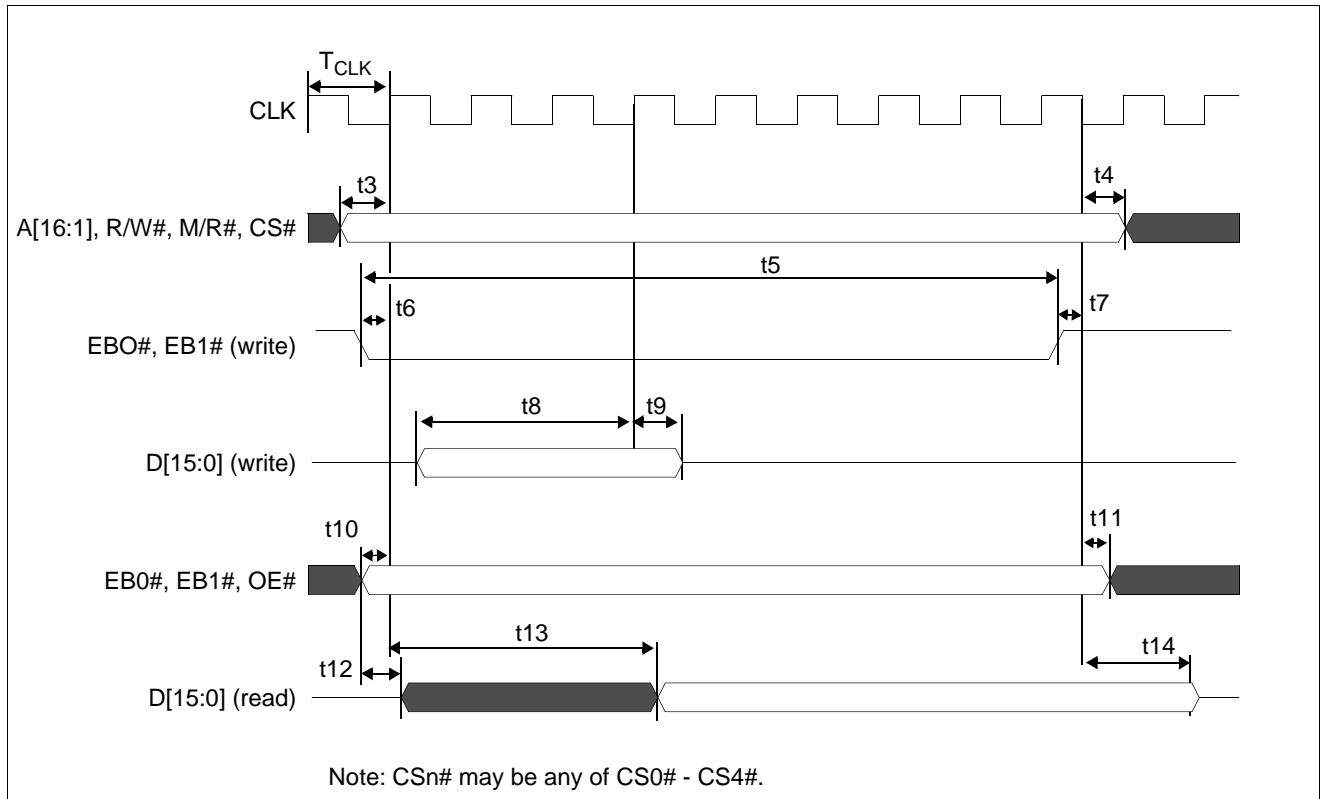 TCLK
CLK
t3
t4
A[16:1], R/W#, M/R#, CS#
t5
t6
t7
EBO#, EB1# (write)
t8
t9
D[15:0] (write)
t10
t11
EB0#, EB1#, OE#
t13
t12
t14
D[15:0] (read)
Note: CSn# may be any of CS0# - CS4#.